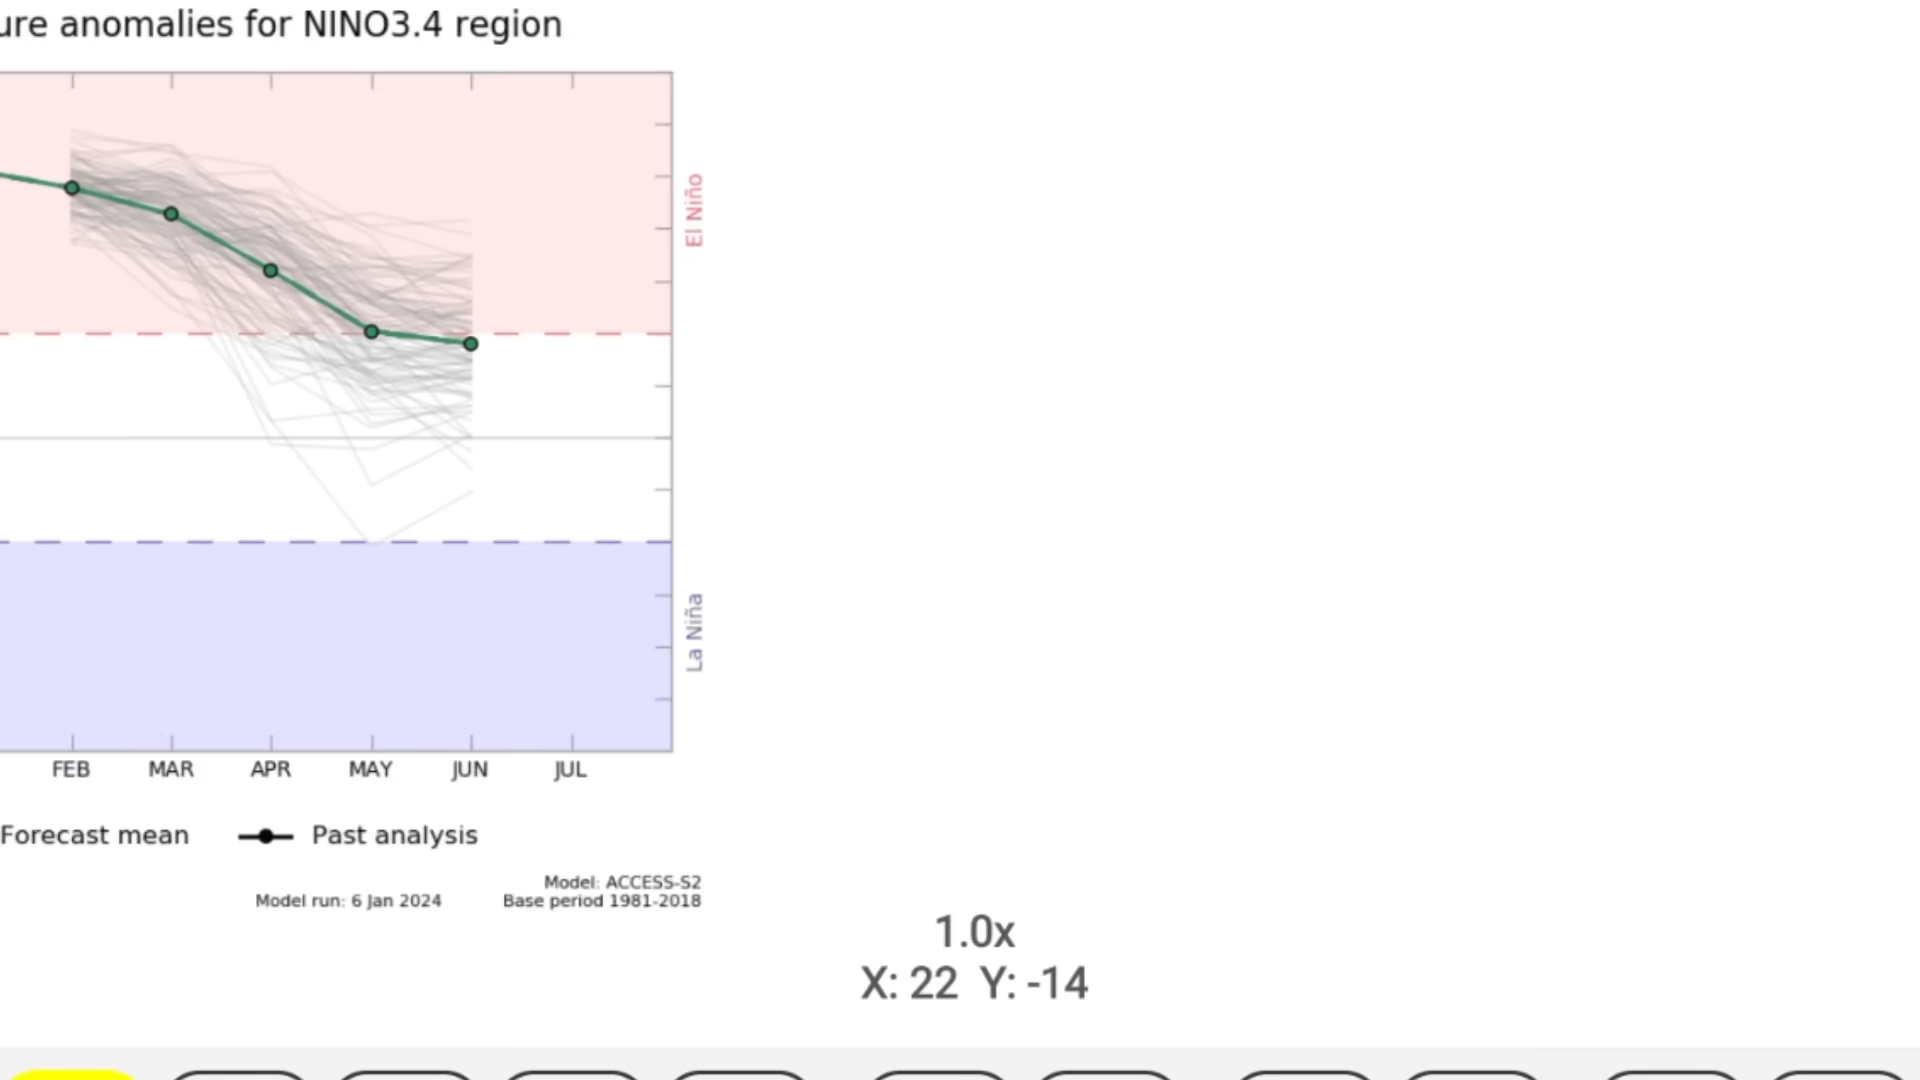 ure anomalies for NINO3.4 region
El Niño
La Niña
FEB MAR APR MAY JUN JUL
Forecast mean Past analysis
Model: ACCESS-S2
Model run: 6 Jan 2024 Base period 1981-2018
1.0x
X: 22 Y: -14